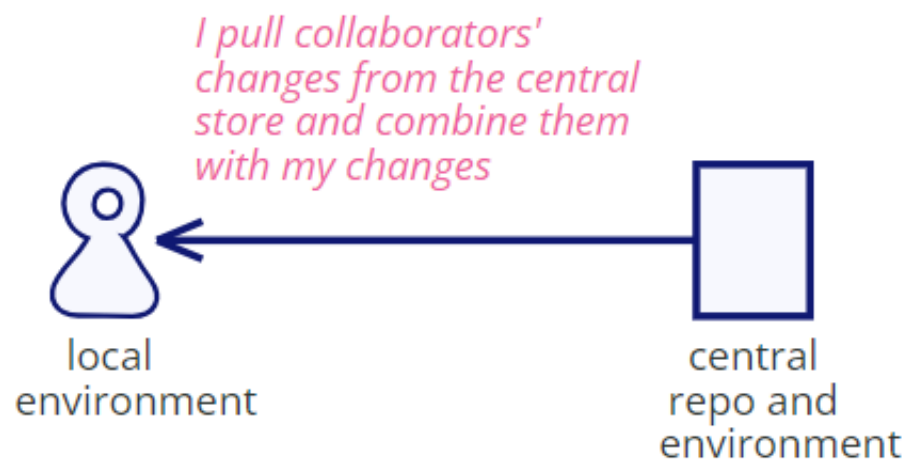 I pull collaborators'
changes from the central
store and combine them
with my changes
local
environment
central
repo and
environment